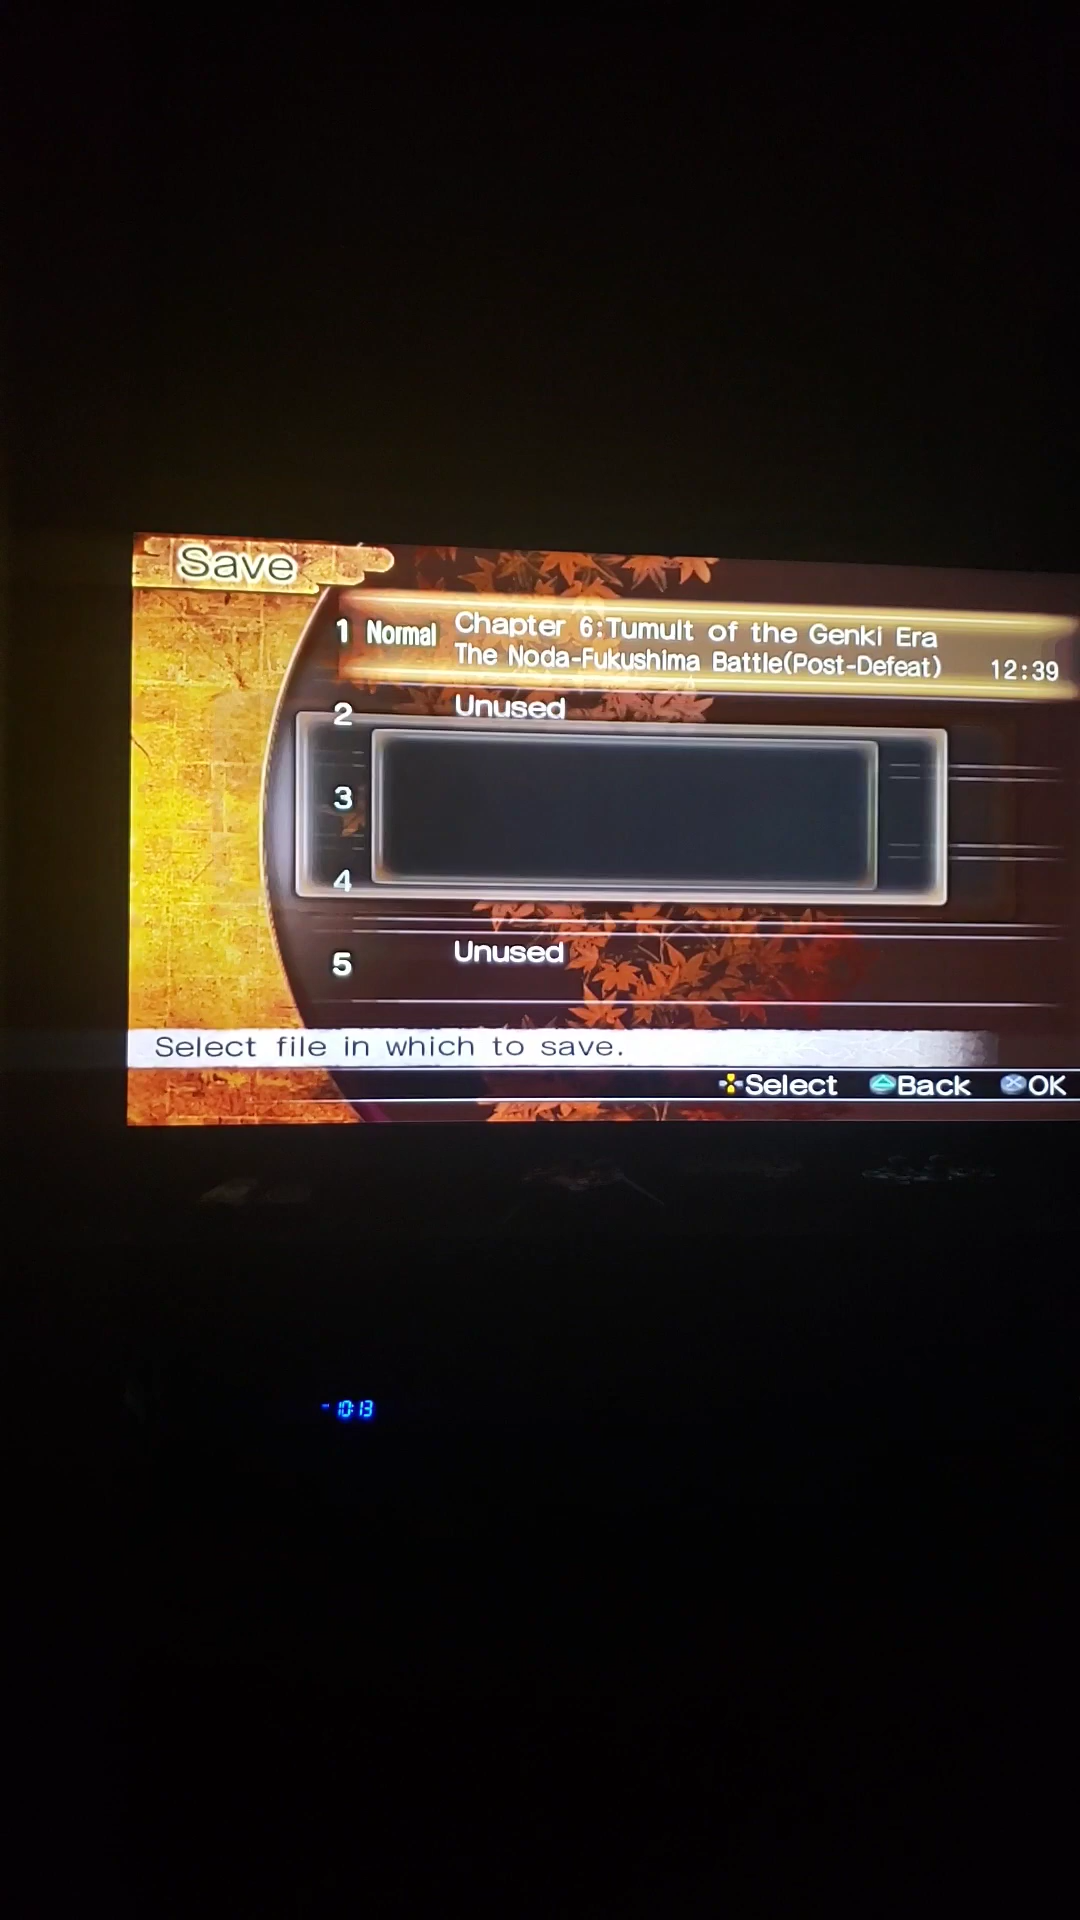 Save
1 Normal Chapter 6:Tumult of the Genki Era
The Noda-Fukushima Battle(Post-Defeat) 12:39
2 Unused
3
4
5 Unused
Select file in which to save.
Select Back OK
10:13